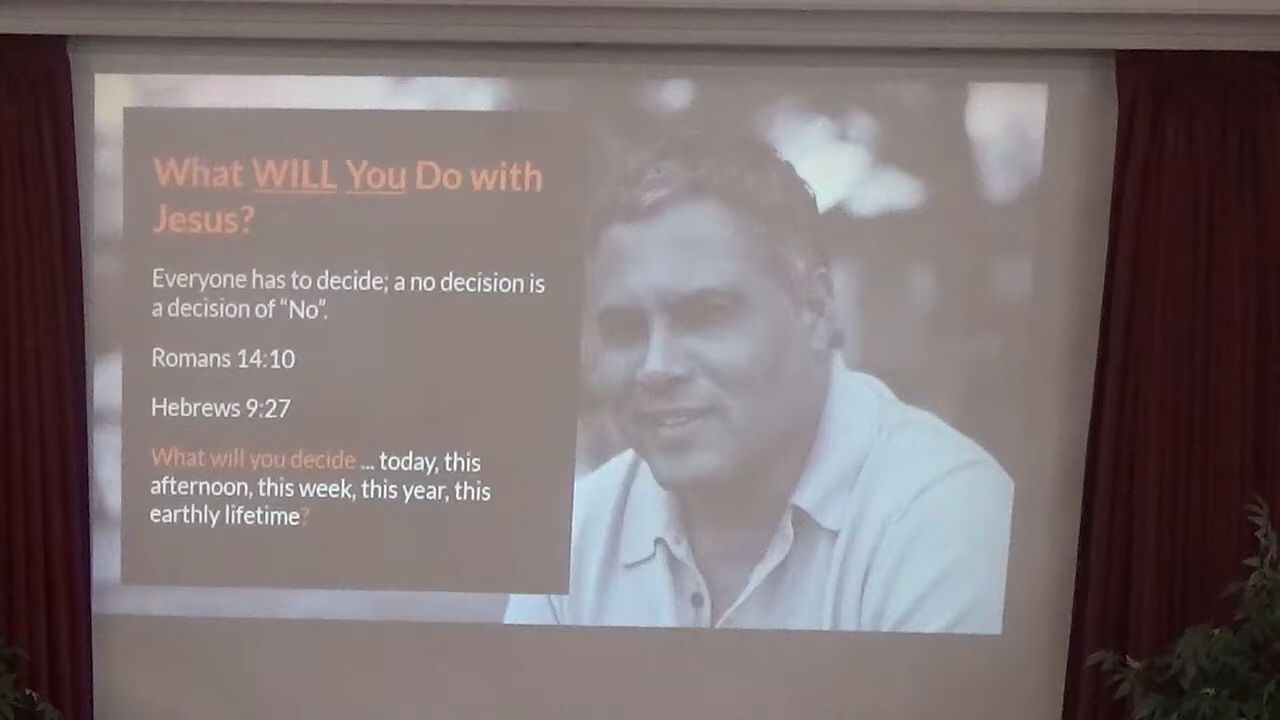 What WILL You Do with
Jesus?
Everyone has to decide; a no decision is
a decision of “No”.
Romans 14:10
Hebrews 9:27
What will you decide ... today, this
afternoon, this week, this year, this
earthly lifetime?